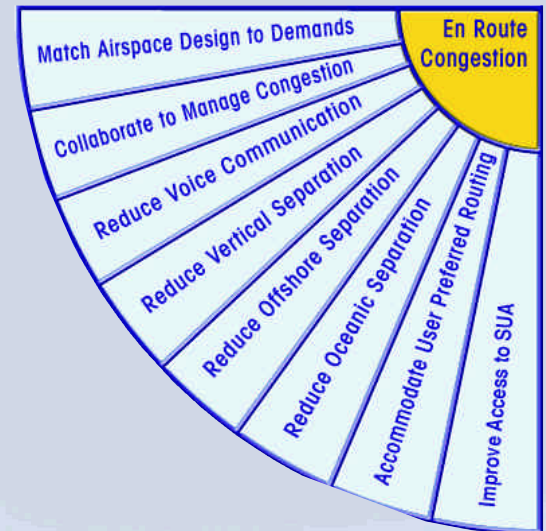 En Route
Congestion
Match Airspace Design to Demands
Collaborate to Manage Congestion
Reduce Voice Communication
Reduce Vertical Separation
Reduce Offshore Separation
Reduce Oceanic Separation
Accommodate User Preferred Routing
Improve Access to SUA